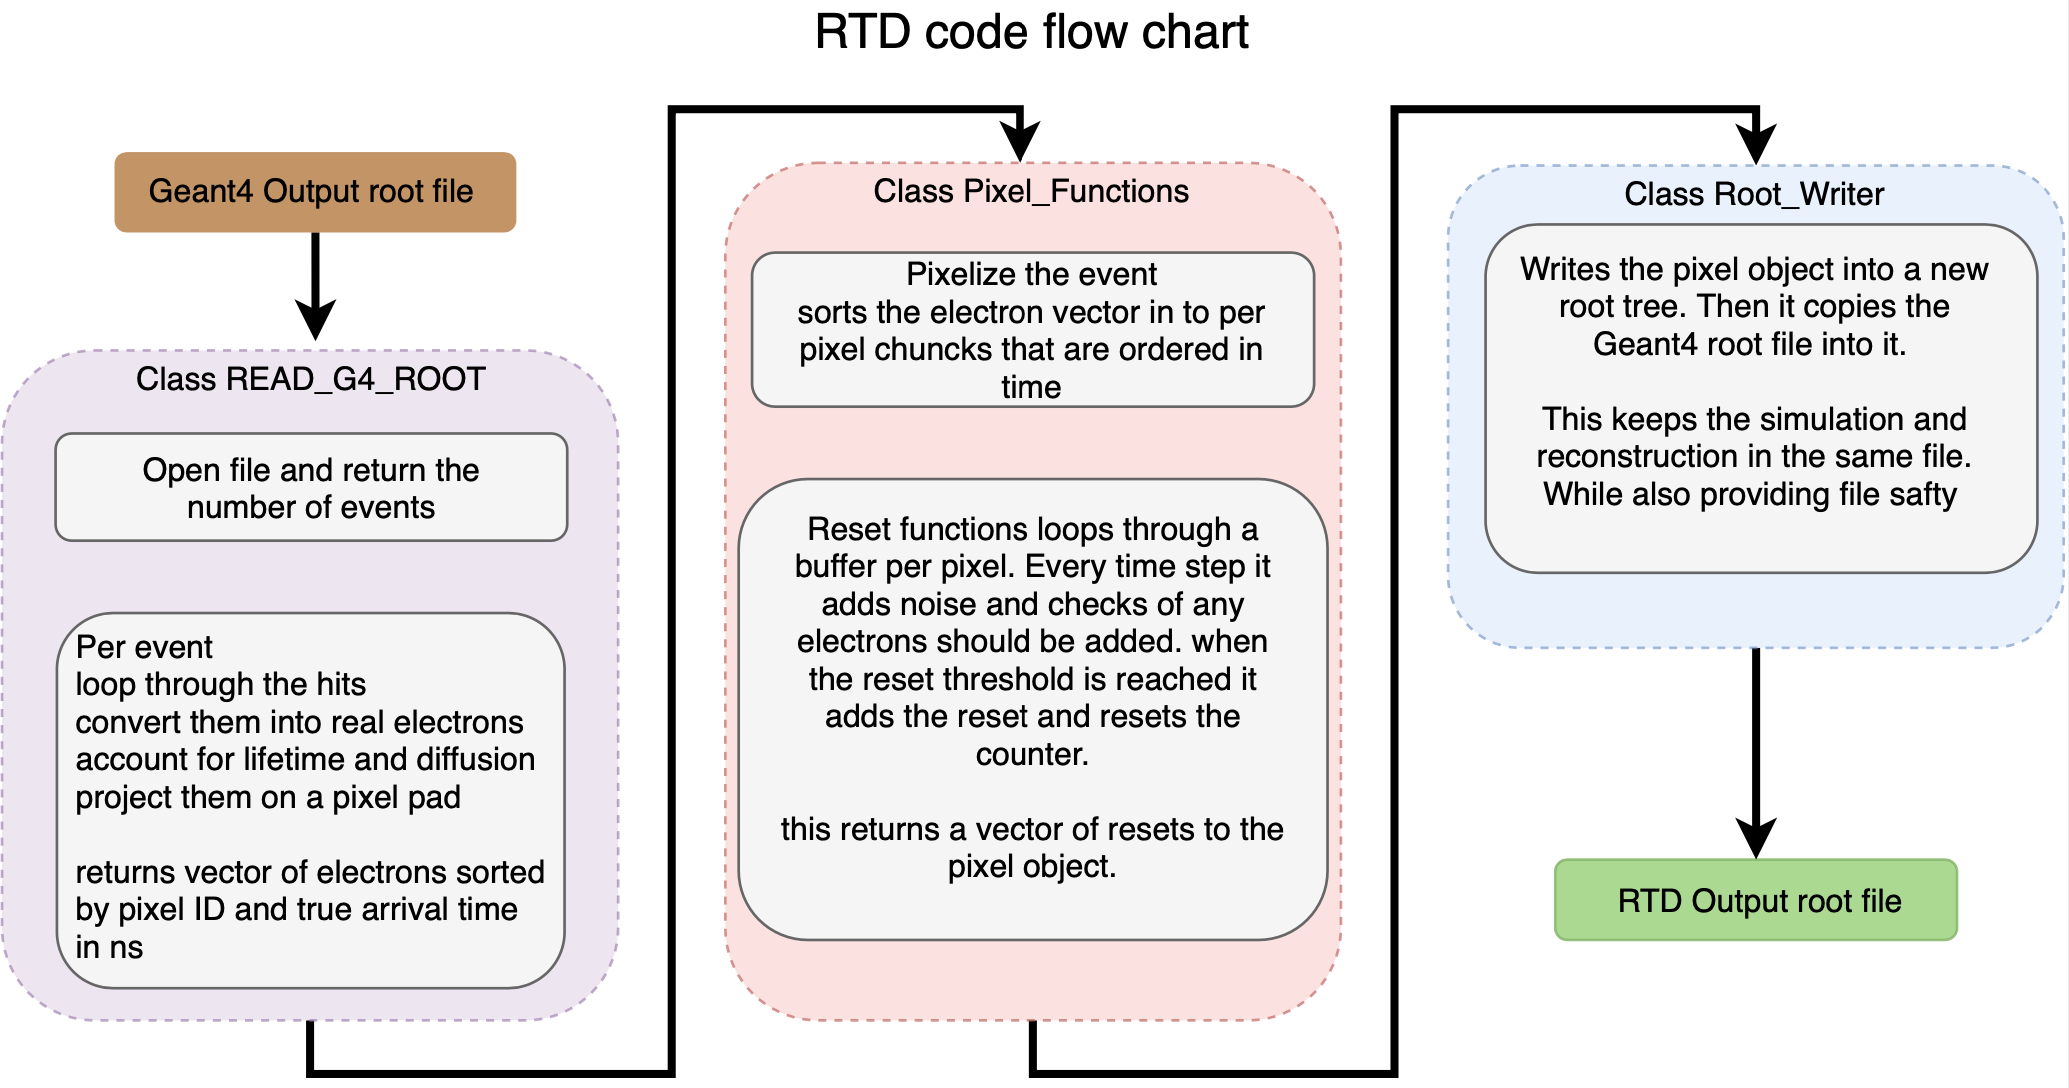 RTD code flow chart
Geant4 Output root file
Class READ_G4_ROOT
Open file and return the
number of events
Per event
loop through the hits
convert them into real electrons
account for lifetime and diffusion
project them on a pixel pad
returns vector of electrons sorted
by pixel ID and true arrival time
in ns
Class Pixel_Functions
Pixelize the event
sorts the electron vector in to per
pixel chuncks that are ordered in
time
Reset functions loops through a
buffer per pixel. Every time step it
adds noise and checks of any
electrons should be added. when
the reset threshold is reached it
adds the reset and resets the
counter.
this returns a vector of resets to the
pixel object.
Class Root_Writer
Writes the pixel object into a new
root tree. Then it copies the
Geant4 root file into it.
This keeps the simulation and
reconstruction in the same file.
While also providing file safty
RTD Output root file